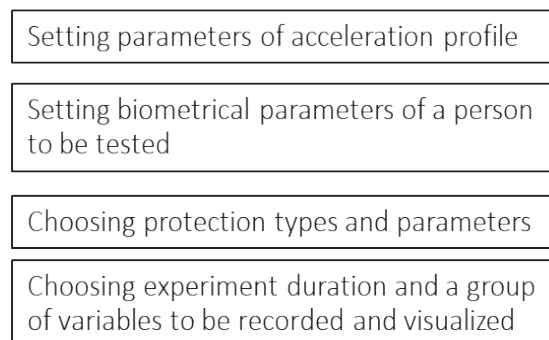 Setting parameters of acceleration profile
Setting biometrical parameters of a person
to be tested
Choosing protection types and parameters
Choosing experiment duration and a group
of variables to be recorded and visualized